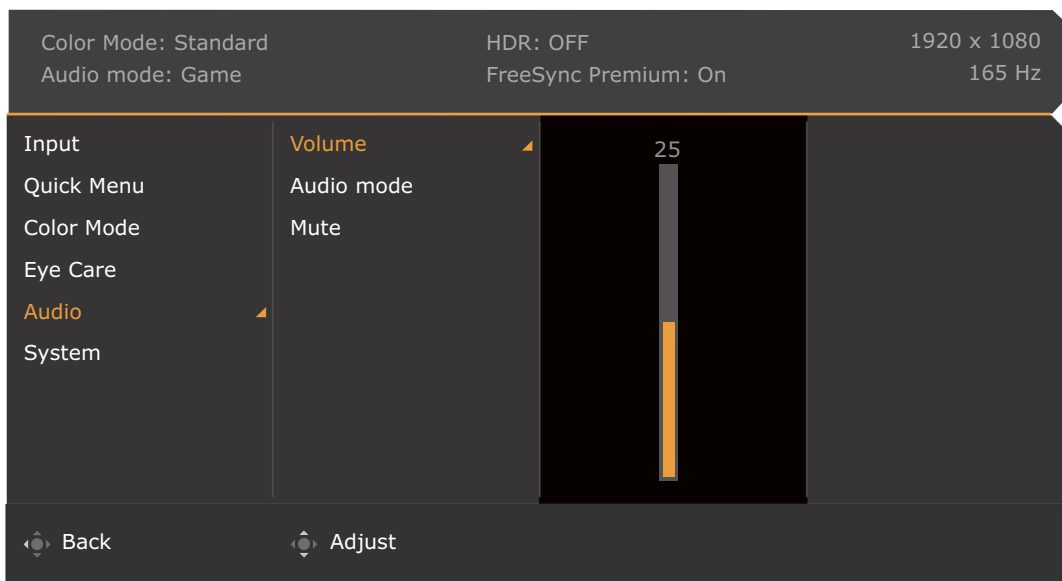 Color Mode: Standard
HDR: OFF
1920 x 1080
Audio mode: Game
FreeSync Premium: On
165 Hz
Input
Quick Menu
Color Mode
Eye Care
Audio
System
Volume
Audio mode
Mute
25
Back
Adjust